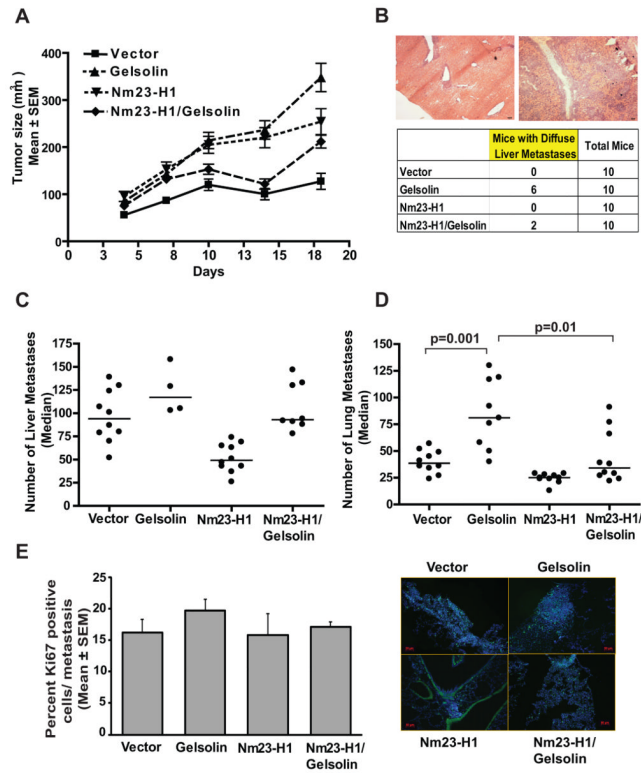 A
Tumor size (mm³)
Mean ± SEM
400
300
200
100
0
0
3
5
8
10
13
15
18
20
Days
Vector
Gelsolin
Nm23-H1
Nm23-H1/Gelsolin
B
Mice with Diffuse Liver Metastases
Total Mice
Vector 0 10
Gelsolin 6 10
Nm23-H1 0 10
Nm23-H1/Gelsolin 2 10
C
Number of Liver Metastases
(Median)
175
150
125
100
75
50
25
0
Vector
Gelsolin
Nm23-H1
Nm23-H1/
Gelsolin
D
Number of Lung Metastases
(Median)
150
125
100
75
50
25
0
p=0.001
p=0.01
Vector
Gelsolin
Nm23-H1
Nm23-H1/
Gelsolin
E
Percent Ki67 positive
cells/ metastasis
(Mean ± SEM)
25
20
15
10
5
0
Vector
Gelsolin
Nm23-H1
Nm23-H1/
Gelsolin
Vector
Gelsolin
Nm23-H1
Nm23-H1/
Gelsolin